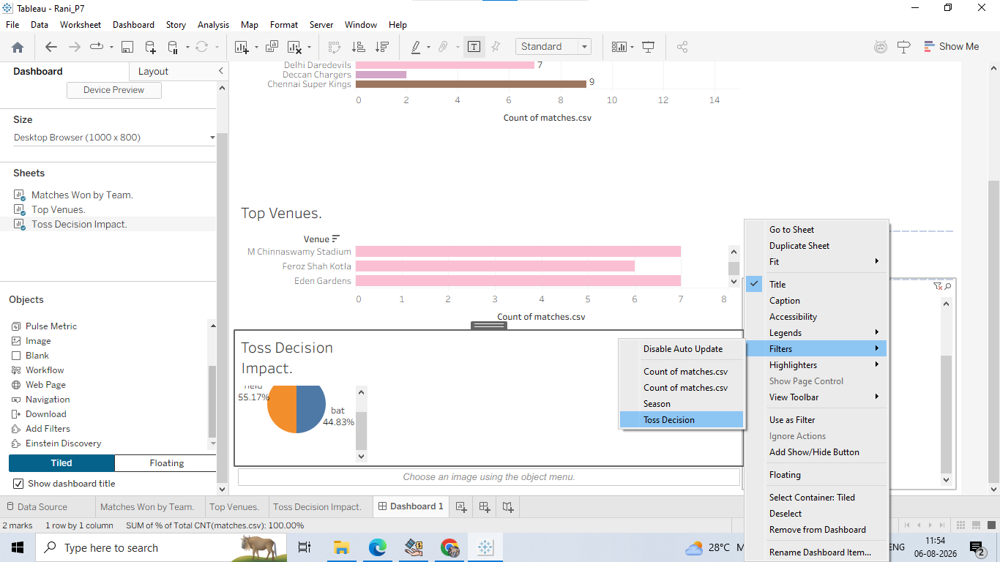 Tableau - Rani_P7
File Data Worksheet Dashboard Story Analysis Map Format Server Window Help
Standard
Show Me
Dashboard
Layout
Device Preview
Size
Desktop Browser (1000 x 800)
Sheets
Matches Won by Team.
Top Venues.
Toss Decision Impact.
Objects
Pulse Metric
Image
Blank
Workflow
Web Page
Navigation
Download
Add Filters
Einstein Discovery
Tiled
Floating
Show dashboard title
Delhi Daredevils
7
Deccan Chargers
Chennai Super Kings
9
0 2 4 6 8 10 12 14
Count of matches.csv
Top Venues.
Venue
M Chinnaswamy Stadium
Feroz Shah Kotla
Eden Gardens
0 1 2 3 4 5 6 7 8
Count of matches.csv
Toss Decision
Impact.
field
55.17%
bat
44.83%
Choose an image using the object menu.
Disable Auto Update
Count of matches.csv
Count of matches.csv
Season
Toss Decision
Go to Sheet
Duplicate Sheet
Fit
Title
Caption
Accessibility
Legends
Filters
Highlighters
Show Page Control
View Toolbar
Use as Filter
Ignore Actions
Add Show/Hide Button
Floating
Select Container: Tiled
Deselect
Remove from Dashboard
Rename Dashboard Item...
Data Source
Matches Won by Team.
Top Venues.
Toss Decision Impact.
Dashboard 1
2 marks 1 row by 1 column SUM of % of Total CNT(matches.csv): 100.00%
Type here to search
28°C
ENG
11:54
06-08-2026
2